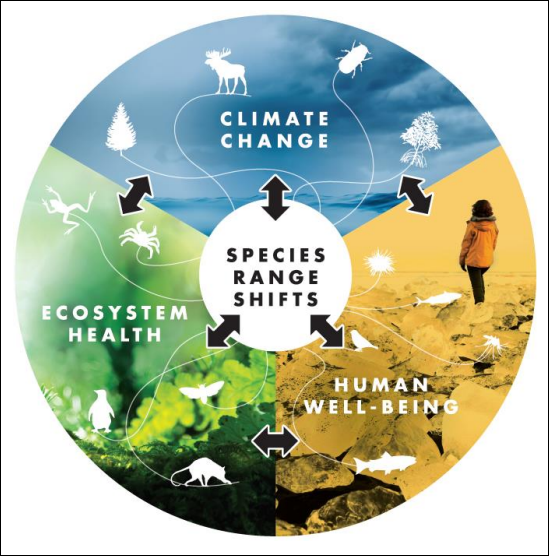 CLIMATE
CHANGE
SPECIES
RANGE
SHIFTS
ECOSYSTEM
HEALTH
HUMAN
WELL-BEING